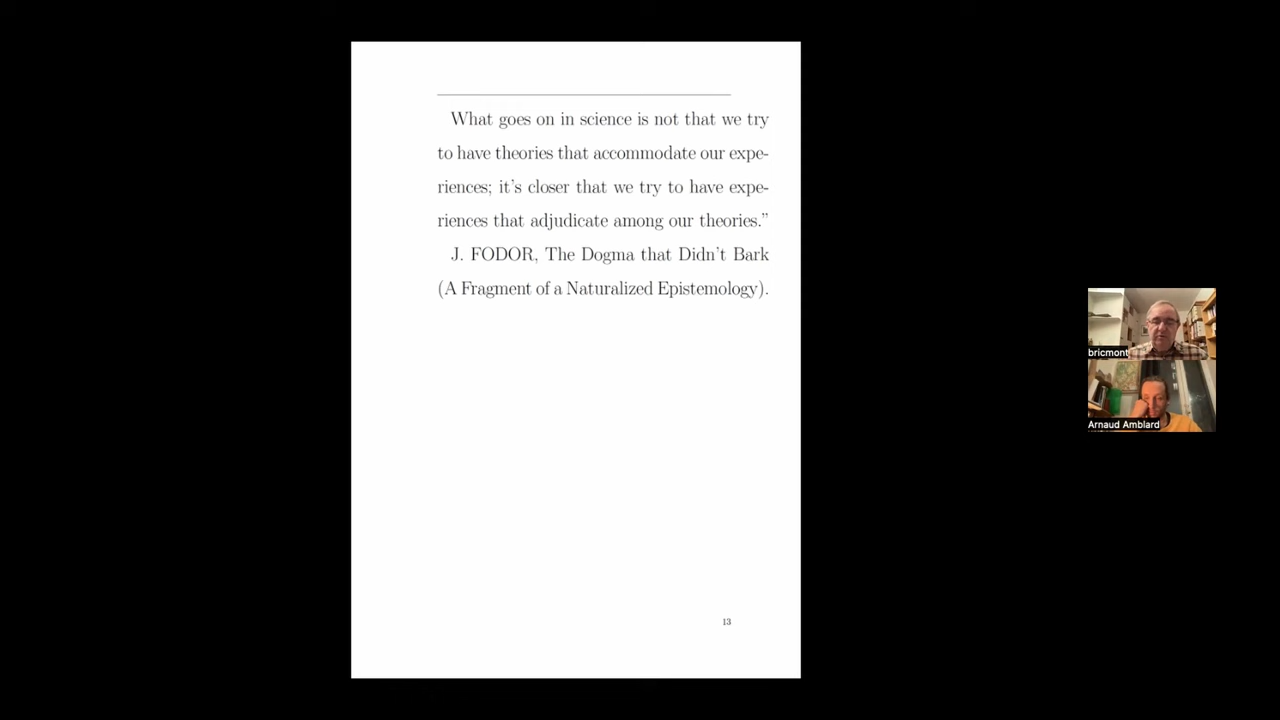 What goes on in science is not that we try
to have theories that accommodate our expe-
riences; it's closer that we try to have expe-
riences that adjudicate among our theories."
J. FODOR, The Dogma that Didn't Bark
(A Fragment of a Naturalized Epistemology).
13
bricmont
Arnaud Amblard